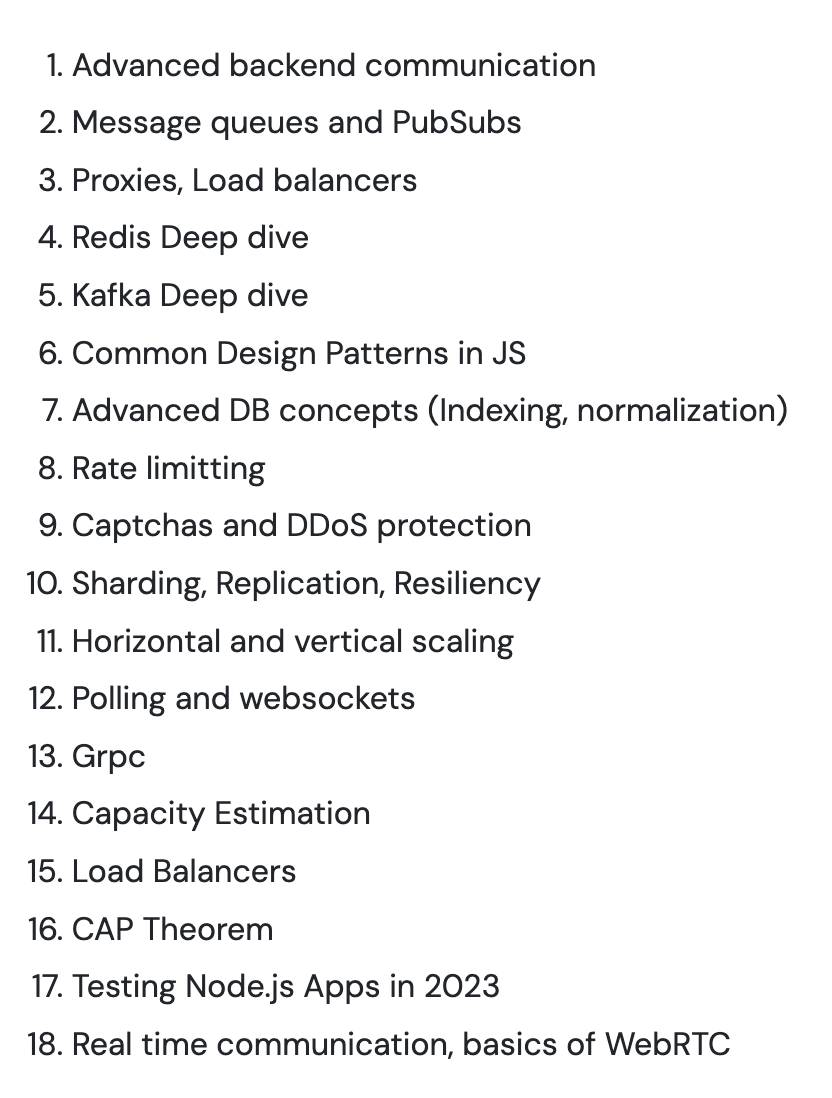 1. Advanced backend communication
2. Message queues and PubSubs
3. Proxies, Load balancers
4. Redis Deep dive
5. Kafka Deep dive
6. Common Design Patterns in JS
7. Advanced DB concepts (Indexing, normalization)
8. Rate limitting
9. Captchas and DDoS protection
10. Sharding, Replication, Resiliency
11. Horizontal and vertical scaling
12. Polling and websockets
13. Grpc
14. Capacity Estimation
15. Load Balancers
16. CAP Theorem
17. Testing Node.js Apps in 2023
18. Real time communication, basics of WebRTC